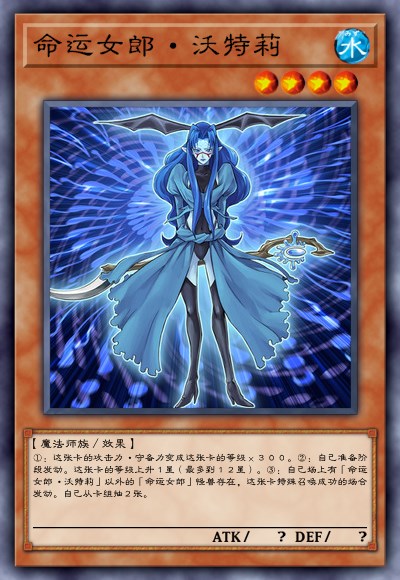 命运女郎・沃特莉
水
【魔法师族／效果】
①：这张卡的攻击力・守备力变成这张卡的等级×３００。②：自己准备阶
段发动。这张卡的等级上升１星（最多到１２星）。③：自己场上有「命运
女郎・沃特莉」以外的「命运女郎」怪兽存在，这张卡特殊召唤成功的场合
发动。自己从卡组抽２张。
ATK/ ? DEF/ ?